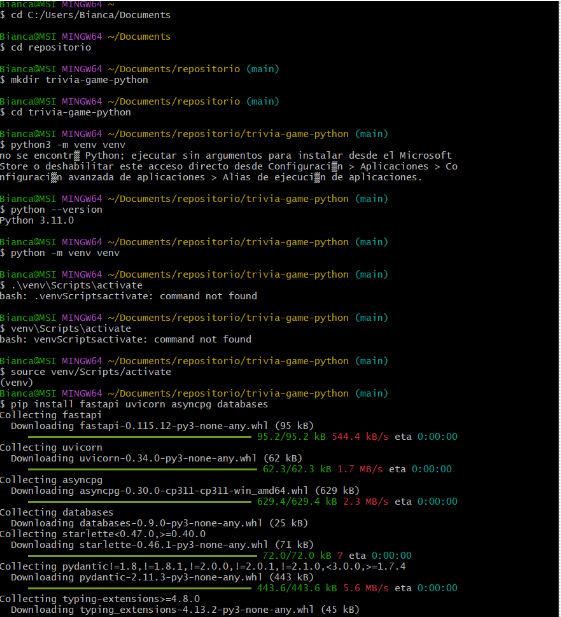 Bianca@MSI MINGW64 ~
$ cd C:/Users/Bianca/Documents
Bianca@MSI MINGW64 ~/Documents
$ cd repositorio
Bianca@MSI MINGW64 ~/Documents/repositorio (main)
$ mkdir trivia-game-python
Bianca@MSI MINGW64 ~/Documents/repositorio (main)
$ cd trivia-game-python
Bianca@MSI MINGW64 ~/Documents/repositorio/trivia-game-python (main)
$ python3 -m venv venv
no se encontr▒ Python; ejecutar sin argumentos para instalar desde el Microsoft
Store o deshabilitar este acceso directo desde Configuraci▒n > Aplicaciones > Co
nfiguraci▒n avanzada de aplicaciones > Alias de ejecuci▒n de aplicaciones.
Bianca@MSI MINGW64 ~/Documents/repositorio/trivia-game-python (main)
$ python --version
Python 3.11.0
Bianca@MSI MINGW64 ~/Documents/repositorio/trivia-game-python (main)
$ python -m venv venv
Bianca@MSI MINGW64 ~/Documents/repositorio/trivia-game-python (main)
$ .\venv\Scripts\activate
bash: .venvScriptsactivate: command not found
Bianca@MSI MINGW64 ~/Documents/repositorio/trivia-game-python (main)
$ venv\Scripts\activate
bash: venvScriptsactivate: command not found
Bianca@MSI MINGW64 ~/Documents/repositorio/trivia-game-python (main)
$ source venv/Scripts/activate
(venv)
Bianca@MSI MINGW64 ~/Documents/repositorio/trivia-game-python (main)
$ pip install fastapi uvicorn asyncpg databases
Collecting fastapi
Downloading fastapi-0.115.12-py3-none-any.whl (95 kB)
95.2/95.2 kB 544.4 kB/s eta 0:00:00
Collecting uvicorn
Downloading uvicorn-0.34.0-py3-none-any.whl (62 kB)
62.3/62.3 kB 1.7 MB/s eta 0:00:00
Collecting asyncpg
Downloading asyncpg-0.30.0-cp311-cp311-win_amd64.whl (629 kB)
629.4/629.4 kB 2.3 MB/s eta 0:00:00
Collecting databases
Downloading databases-0.9.0-py3-none-any.whl (25 kB)
Collecting starlette<0.47.0,>=0.40.0
Downloading starlette-0.46.1-py3-none-any.whl (71 kB)
72.0/72.0 kB ? eta 0:00:00
Collecting pydantic!=1.8,!=1.8.1,!=2.0.0,!=2.0.1,!=2.1.0,<3.0.0,>=1.7.4
Downloading pydantic-2.11.3-py3-none-any.whl (443 kB)
443.6/443.6 kB 5.6 MB/s eta 0:00:00
Collecting typing-extensions>=4.8.0
Downloading typing_extensions-4.13.2-py3-none-any.whl (45 kB)